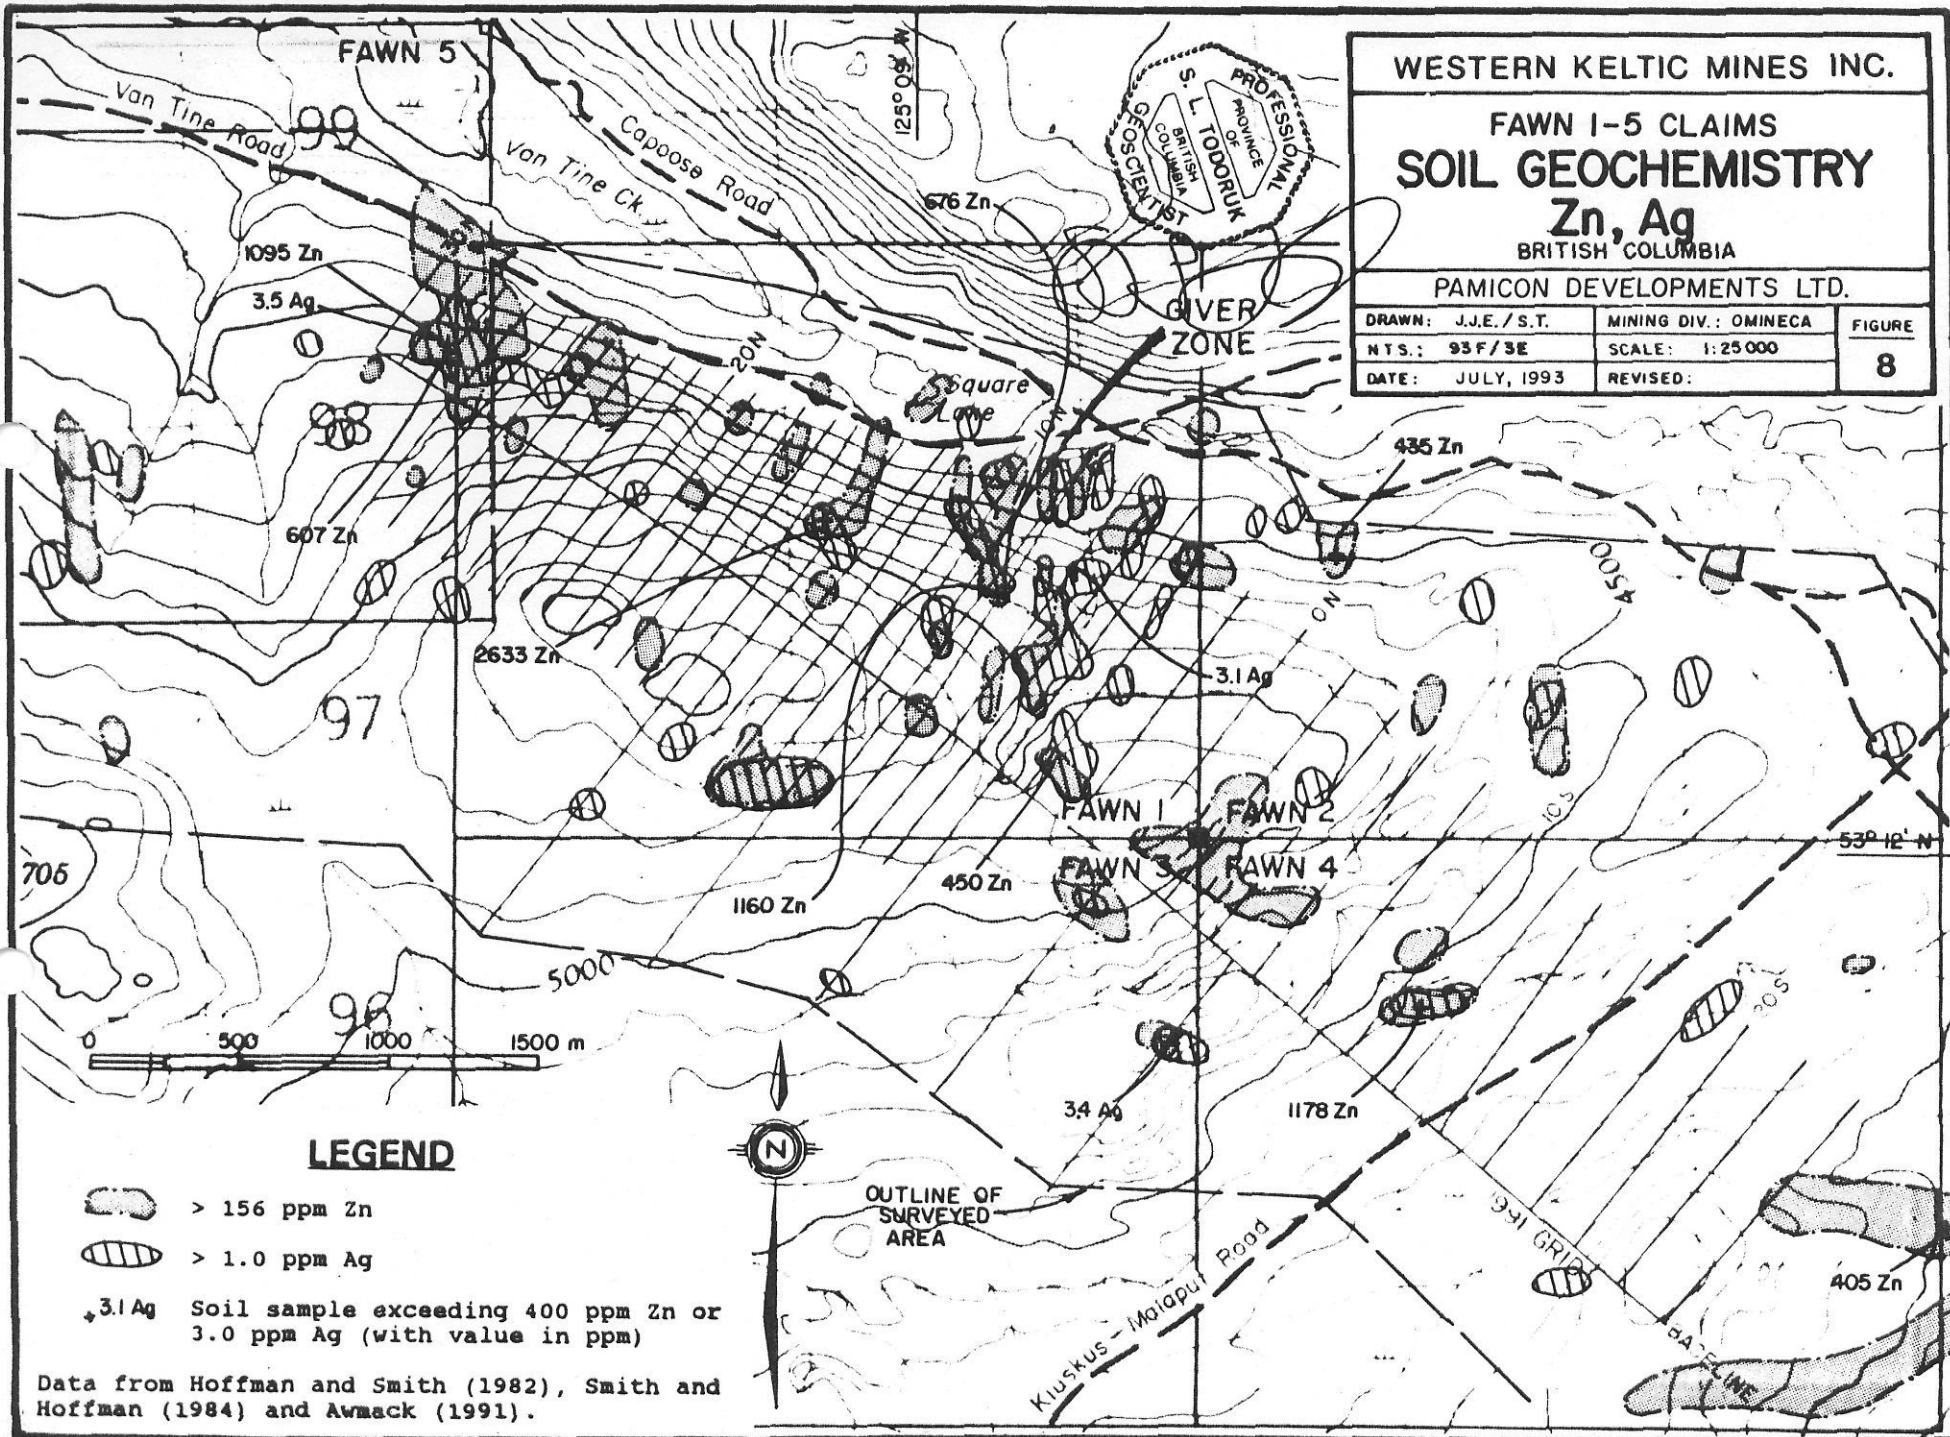 FAWN 5
Van Tine Road
99
Van Tine Ck.
Capoose Road
125° 09' W
676 Zn
PROFESSIONAL
PROVINCE
OF
S. L. TODORUK
BRITISH
COLUMBIA
GEOSCIENTIST
WESTERN KELTIC MINES INC.
FAWN 1-5 CLAIMS
SOIL GEOCHEMISTRY
Zn, Ag
BRITISH COLUMBIA
PAMICON DEVELOPMENTS LTD.
DRAWN: J.J.E. / S.T.
MINING DIV.: OMINECA
FIGURE
N.T.S.: 93F/3E
SCALE: 1:25000
8
DATE: JULY, 1993
REVISED:
1095 Zn
3.5 Ag
GIVER
ZONE
20N
Square
Lake
10N
98
435 Zn
607 Zn
4500
0N
2633 Zn
3.1 Ag
97
10S
FAWN 1
FAWN 2
53° 12' N
FAWN 3
FAWN 4
706
450 Zn
1160 Zn
5000
96
20S
0 500 1000 1500 m
3.4 Ag
1178 Zn
N
LEGEND
> 156 ppm Zn
> 1.0 ppm Ag
3.1 Ag Soil sample exceeding 400 ppm Zn or
3.0 ppm Ag (with value in ppm)
Data from Hoffman and Smith (1982), Smith and
Hoffman (1984) and Awmack (1991).
OUTLINE OF
SURVEYED
AREA
Kluskus - Malaput Road
1991 GRID
BASELINE
405 Zn